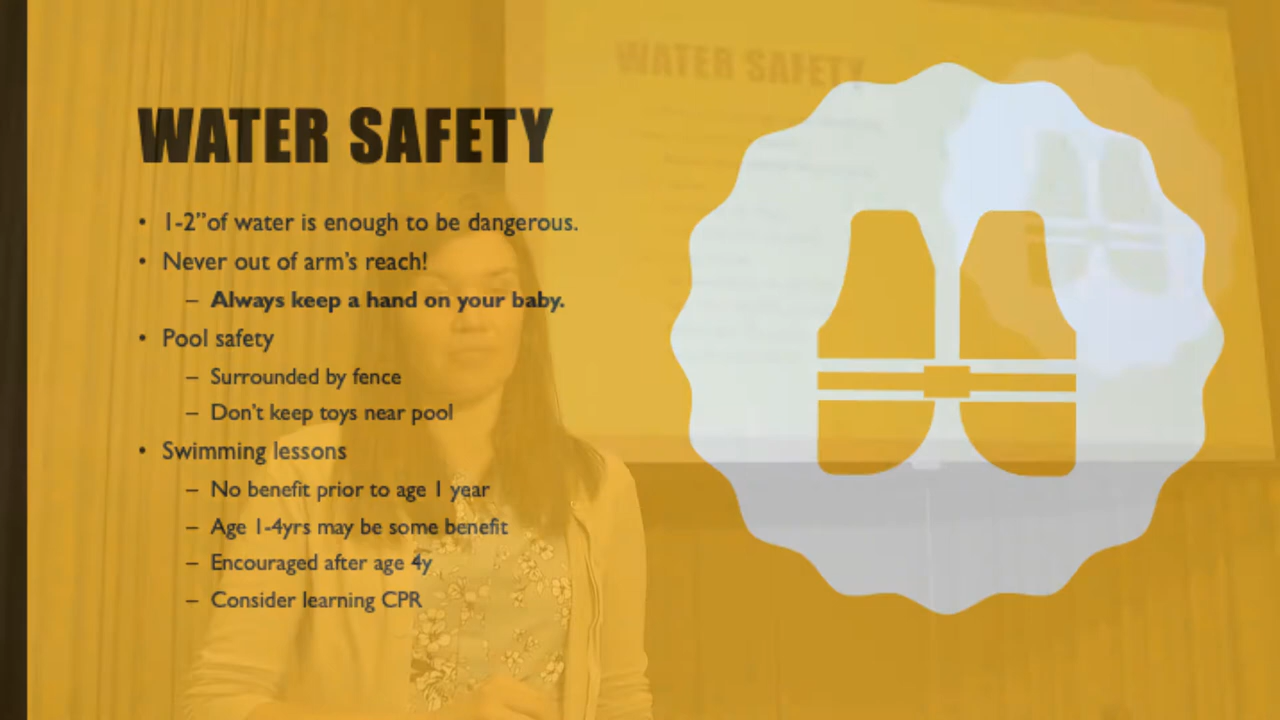 WATER SAFETY
WATER SAFETY
• 1-2”of water is enough to be dangerous.
• Never out of arm’s reach!
– Always keep a hand on your baby.
• Pool safety
– Surrounded by fence
– Don’t keep toys near pool
• Swimming lessons
– No benefit prior to age 1 year
– Age 1-4yrs may be some benefit
– Encouraged after age 4y
– Consider learning CPR